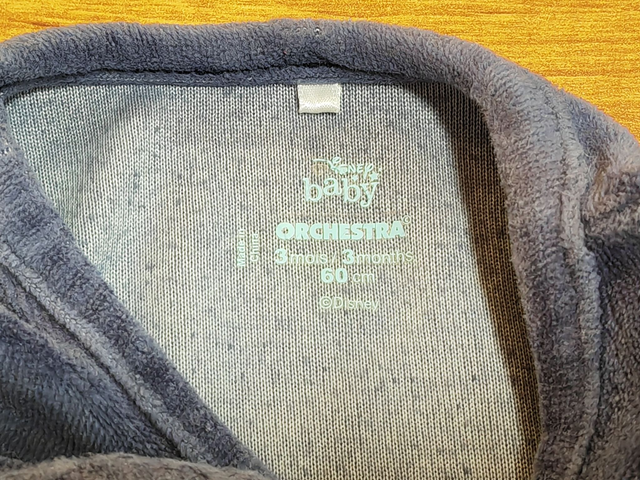 Disney
baby
ORCHESTRA
3 mois / 3 months
60 cm
©Disney
Made in
China